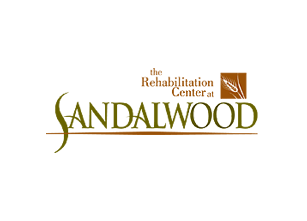 the
Rehabilitation
Center at
SANDALWOOD